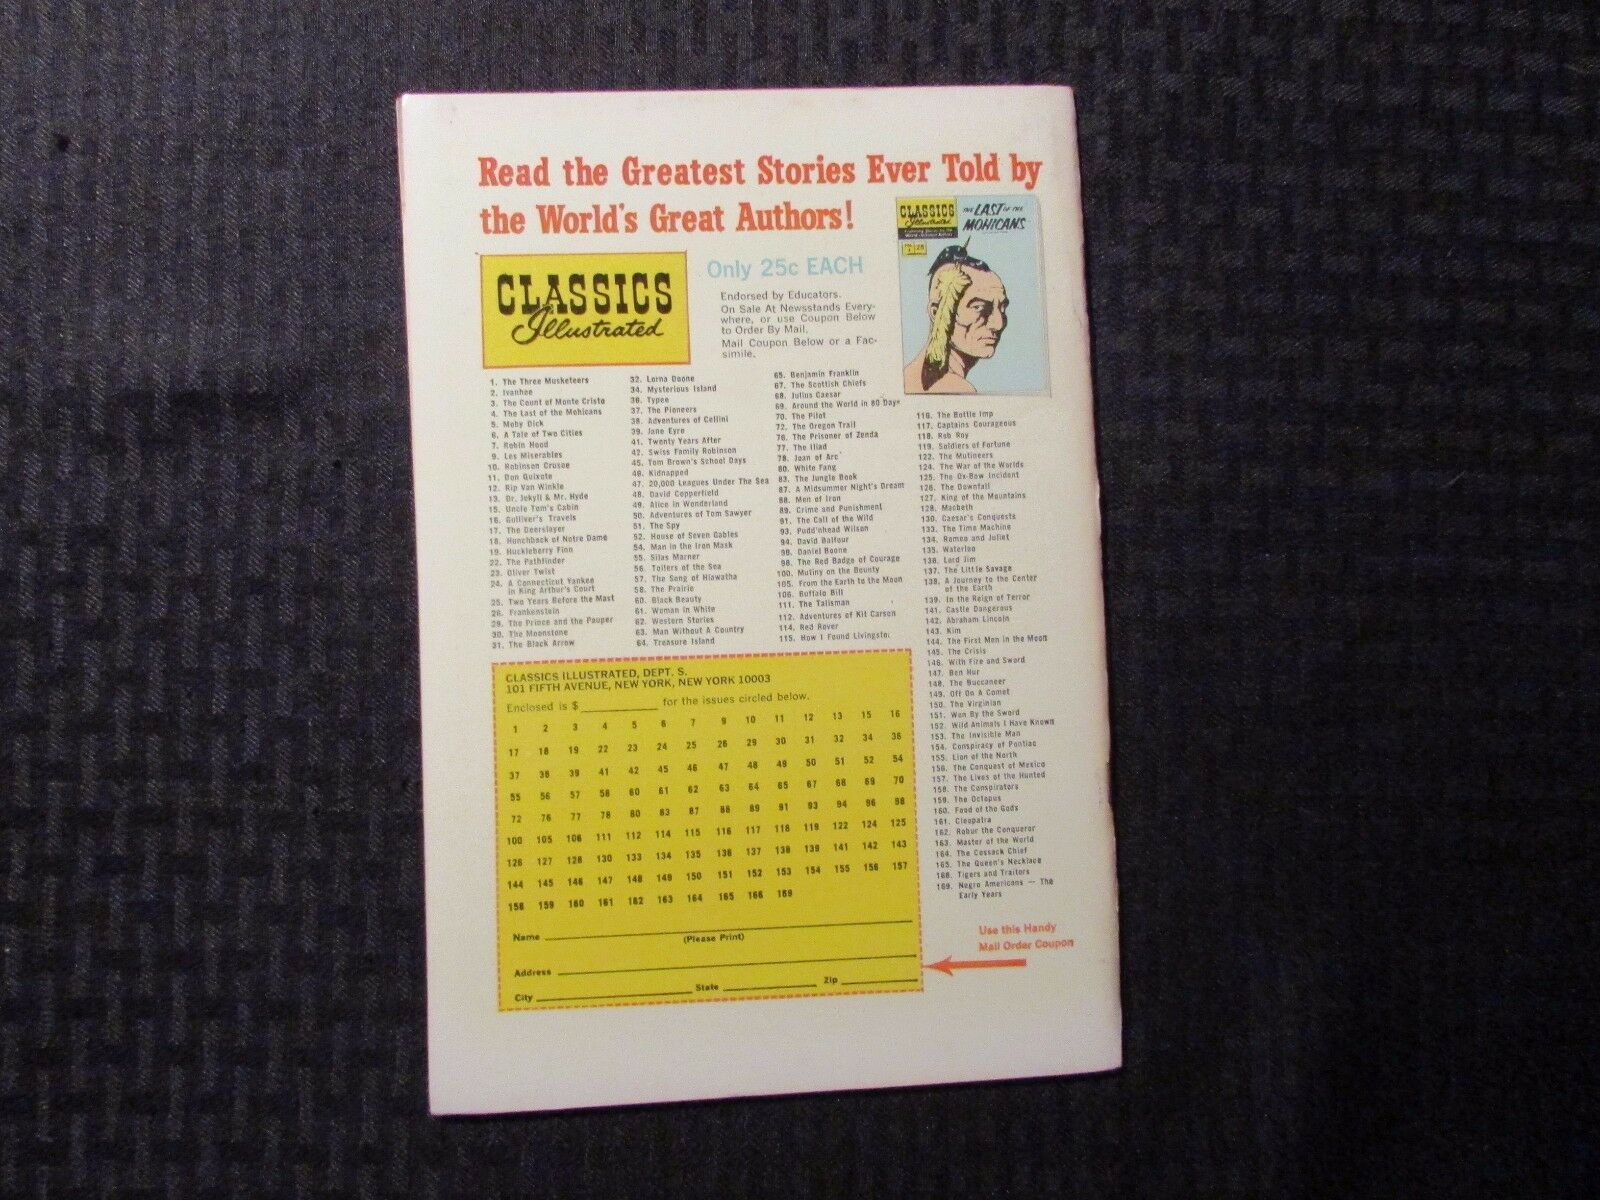 Read the Greatest Stories Ever Told by
the World's Great Authors!
CLASSICS
Illustrated
Only 25c EACH
Endorsed by Educators.
On Sale At Newsstands Every-
where, or use Coupon Below
to Order By Mail.
Mail Coupon Below or a Fac-
simile.
CLASSICS
Illustrated
THE LAST OF THE
MOHICANS
1. The Three Musketeers
2. Ivanhoe
3. The Count of Monte Cristo
4. The Last of the Mohicans
5. Moby Dick
6. A Tale of Two Cities
7. Robin Hood
9. Les Miserables
10. Robinson Crusoe
11. Don Quixote
12. Rip Van Winkle
13. Dr. Jekyll & Mr. Hyde
15. Uncle Tom's Cabin
16. Gulliver's Travels
17. The Deerslayer
18. Hunchback of Notre Dame
19. Huckleberry Finn
22. The Pathfinder
23. Oliver Twist
24. A Connecticut Yankee
in King Arthur's Court
25. Two Years Before the Mast
26. Frankenstein
29. The Prince and the Pauper
30. The Moonstone
31. The Black Arrow
32. Lorna Doone
34. Mysterious Island
36. Typee
37. The Pioneers
38. Adventures of Cellini
39. Jane Eyre
41. Twenty Years After
42. Swiss Family Robinson
45. Tom Brown's School Days
46. Kidnapped
47. 20,000 Leagues Under The Sea
48. David Copperfield
49. Alice in Wonderland
50. Adventures of Tom Sawyer
51. The Spy
52. House of Seven Gables
54. Man in the Iron Mask
55. Silas Marner
56. Toilers of the Sea
57. The Song of Hiawatha
58. The Prairie
60. Black Beauty
61. Woman in White
62. Western Stories
63. Man Without A Country
64. Treasure Island
65. Benjamin Franklin
67. The Scottish Chiefs
68. Julius Caesar
69. Around the World in 80 Days
70. The Pilot
72. The Oregon Trail
76. The Prisoner of Zenda
77. The Iliad
78. Joan of Arc
80. White Fang
83. The Jungle Book
87. A Midsummer Night's Dream
88. Men of Iron
89. Crime and Punishment
91. The Call of the Wild
93. Pudd'nhead Wilson
94. David Balfour
96. Daniel Boone
98. The Red Badge of Courage
100. Mutiny on the Bounty
105. From the Earth to the Moon
106. Buffalo Bill
111. The Talisman
112. Adventures of Kit Carson
114. Red Rover
115. How I Found Livingsto.
116. The Bottle Imp
117. Captains Courageous
118. Rob Roy
119. Soldiers of Fortune
122. The Mutineers
124. The War of the Worlds
125. The Ox-Bow Incident
126. The Downfall
127. King of the Mountains
128. Macbeth
130. Caesar's Conquests
133. The Time Machine
134. Romeo and Juliet
135. Waterloo
136. Lord Jim
137. The Little Savage
138. A Journey to the Center
of the Earth
139. In the Reign of Terror
141. Castle Dangerous
142. Abraham Lincoln
143. Kim
144. The First Men in the Moon
145. The Crisis
146. With Fire and Sword
147. Ben Hur
148. The Buccaneer
149. Off On A Comet
150. The Virginian
151. Won By the Sword
152. Wild Animals I Have Known
153. The Invisible Man
154. Conspiracy of Pontiac
155. Lion of the North
156. The Conquest of Mexico
157. The Lives of the Hunted
158. The Conspirators
159. The Octopus
160. Food of the Gods
161. Cleopatra
162. Robur the Conqueror
163. Master of the World
164. The Cossack Chief
165. The Queen's Necklace
166. Tigers and Traitors
169. Negro Americans — The
Early Years
CLASSICS ILLUSTRATED, DEPT. S.
101 FIFTH AVENUE, NEW YORK, NEW YORK 10003
Enclosed is $ for the issues circled below.
1 2 3 4 5 6 7 9 10 11 12 13 15 16
17 18 19 22 23 24 25 26 29 30 31 32 34 36
37 38 39 41 42 45 46 47 48 49 50 51 52 54
55 56 57 58 60 61 62 63 64 65 67 68 69 70
72 76 77 78 80 83 87 88 89 91 93 94 96 98
100 105 106 111 112 114 115 116 117 118 119 122 124 125
126 127 128 130 133 134 135 136 137 138 139 141 142 143
144 145 146 147 148 149 150 151 152 153 154 155 156 157
158 159 160 161 162 163 164 165 166 169
Name
(Please Print)
Address
City State Zip
Use this Handy
Mail Order Coupon